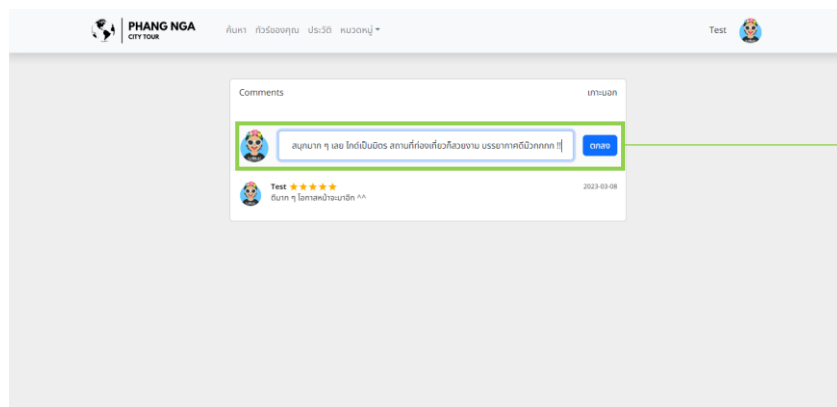 PHANG NGA
CITY TOUR
ค้นหา ทัวร์ของคุณ ประวัติ หมวดหมู่
Test
Comments เกาะนอก
สนุกมาก ๆ เลย ไกด์เป็นมิตร สถานที่ท่องเที่ยวก็สวยงาม บรรยากาศดีม๊วกกกก !! ตกลง
Test ★★★★★ 2023-03-08
ดีมาก ๆ โอกาสหน้าจะมาอีก ^^